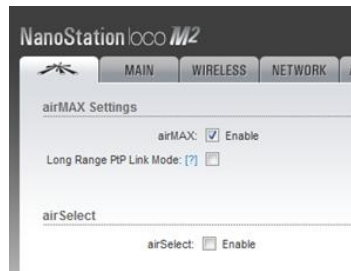 NanoStation loco M2
MAIN WIRELESS NETWORK
airMAX Settings
airMAX: Enable
Long Range PtP Link Mode: [?]
airSelect
airSelect: Enable